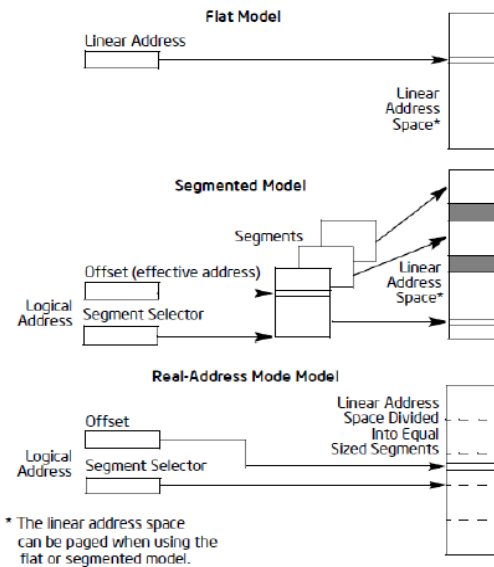 Flat Model
Linear Address
Linear
Address
Space*
Segmented Model
Segments
Offset (effective address)
Logical
Address
Segment Selector
Linear
Address
Space*
Real-Address Mode Model
Linear Address
Space Divided
Into Equal
Sized Segments
Offset
Logical
Address
Segment Selector
* The linear address space
can be paged when using the
flat or segmented model.